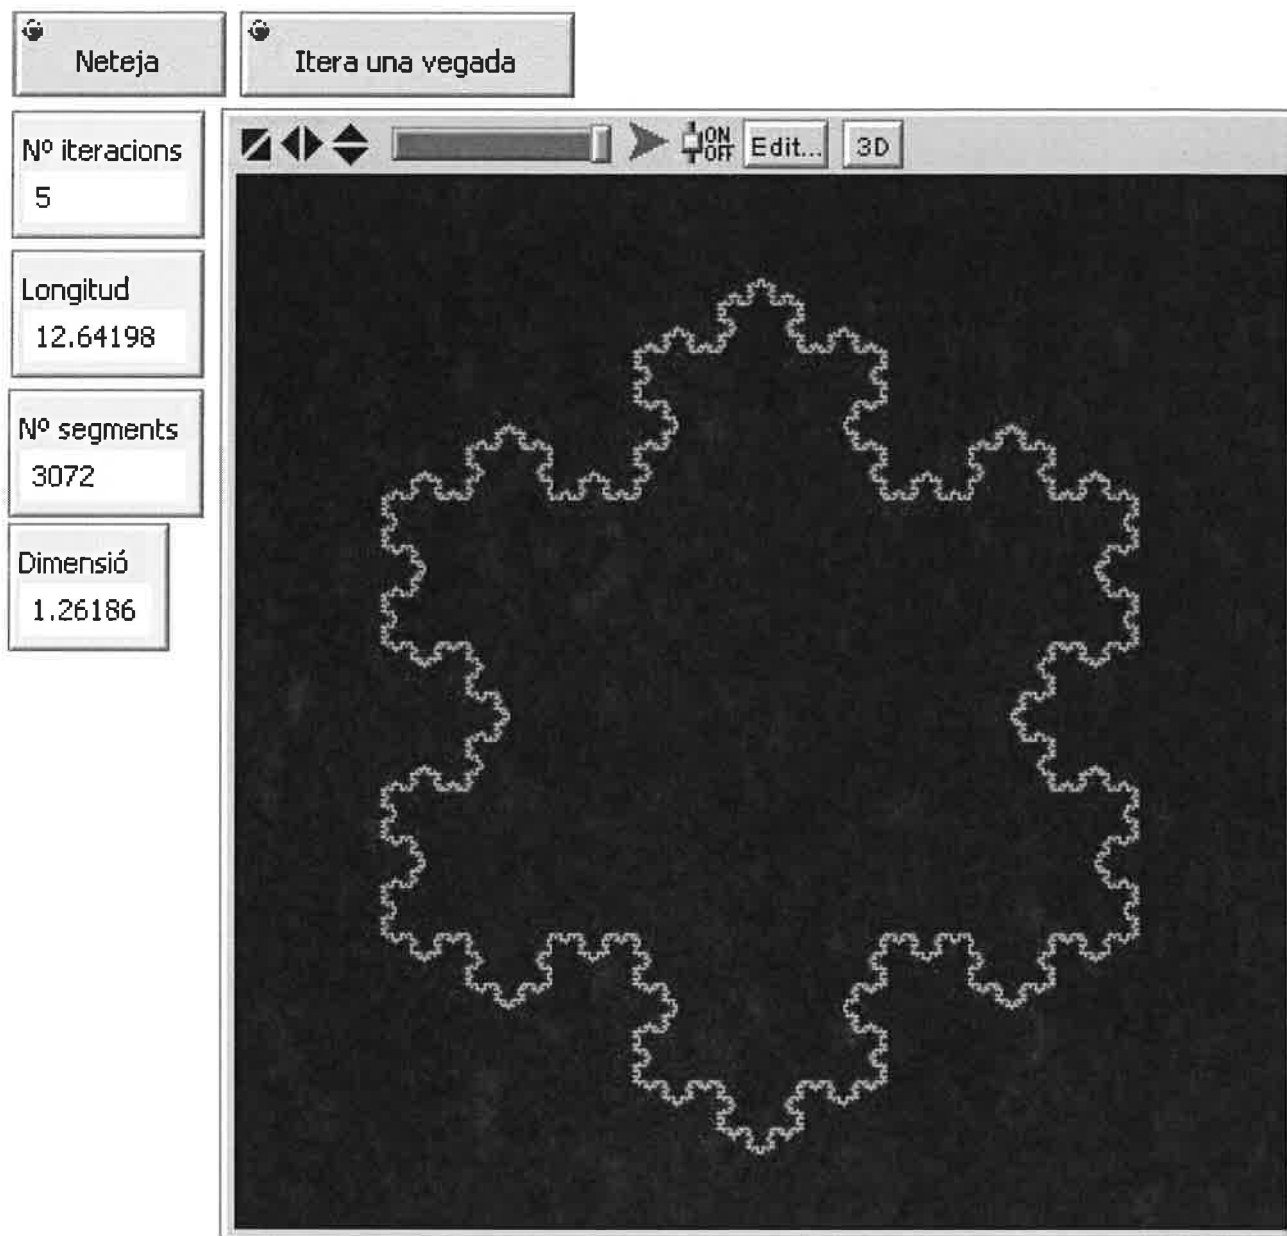 Neteja
Itera una vegada
Nº iteracions
5
Longitud
12.64198
Nº segments
3072
Dimensió
1.26186
ON
OFF
Edit...
3D